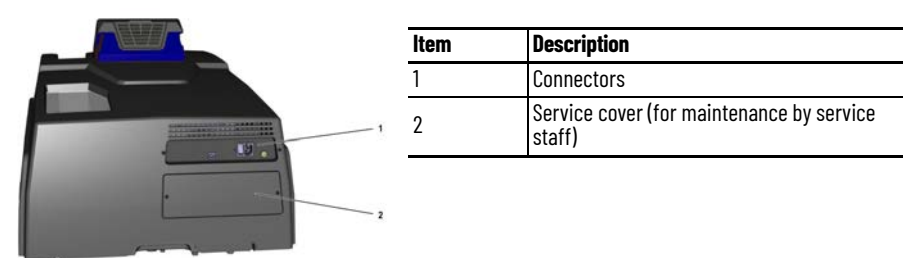 1
2
Item Description
1 Connectors
2 Service cover (for maintenance by service
staff)